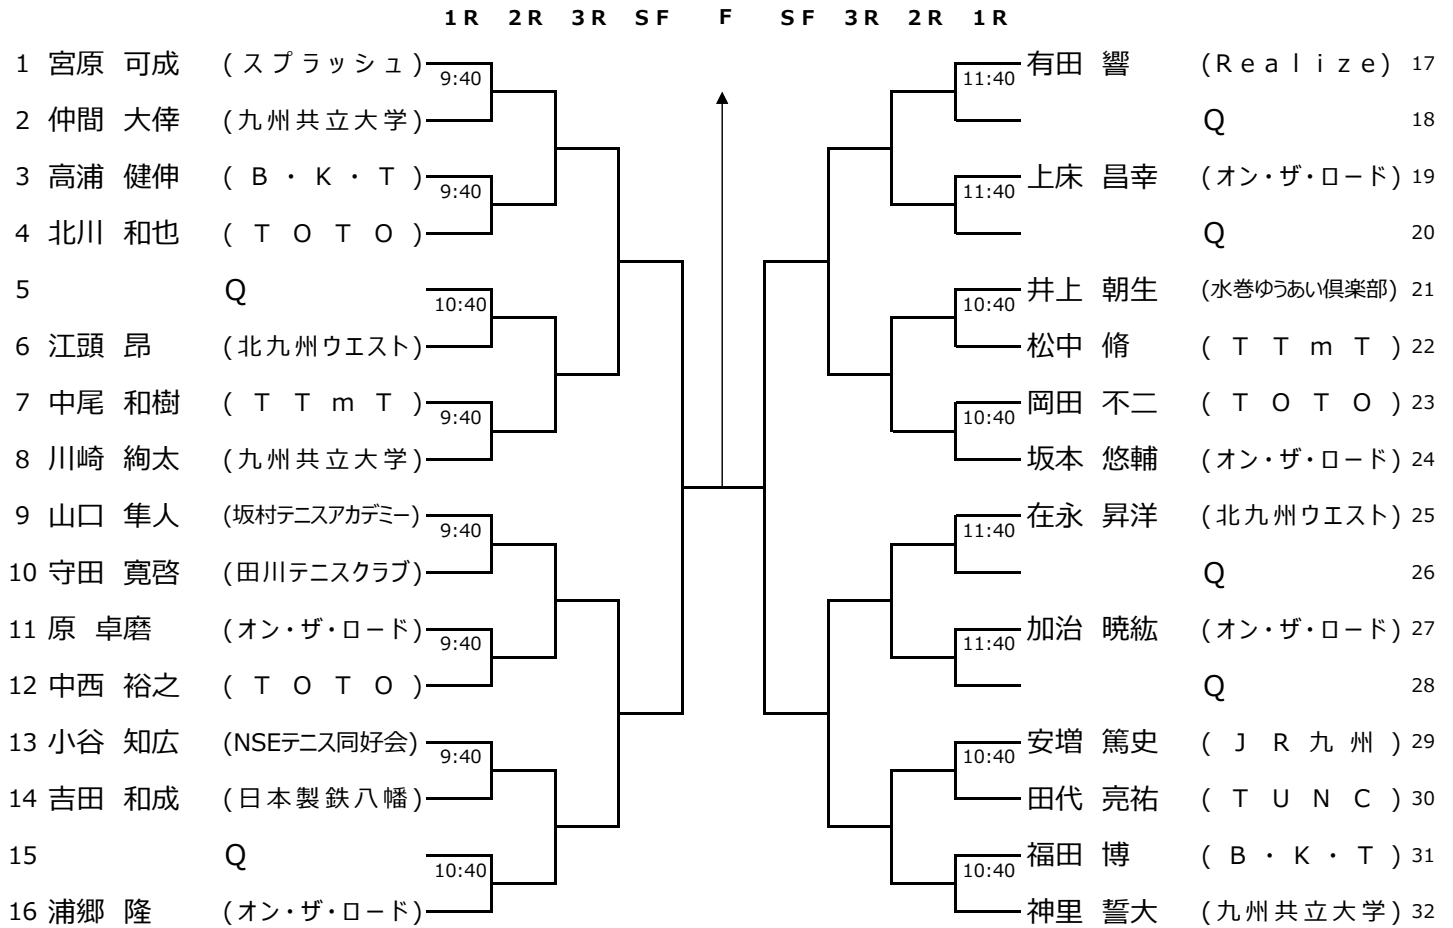 1R 2R 3R SF F SF 3R 2R 1R
1 宮原 可成 (スプラッシュ) 9:40 11:40 有田 響 (Realize) 17
2 仲間 大倖 (九州共立大学) Q 18
3 高浦 健伸 (B・K・T) 9:40 11:40 上床 昌幸 (オン・ザ・ロード) 19
4 北川 和也 (TOTO) Q 20
5 Q 10:40 10:40 井上 朝生 (水巻ゆうあい倶楽部) 21
6 江頭 昂 (北九州ウエスト) 松中 脩 (TTmT) 22
7 中尾 和樹 (TTmT) 9:40 10:40 岡田 不二 (TOTO) 23
8 川崎 絢太 (九州共立大学) 坂本 悠輔 (オン・ザ・ロード) 24
9 山口 隼人 (坂村テニスアカデミー) 9:40 11:40 在永 昇洋 (北九州ウエスト) 25
10 守田 寛啓 (田川テニスクラブ) Q 26
11 原 卓磨 (オン・ザ・ロード) 9:40 11:40 加治 暁紘 (オン・ザ・ロード) 27
12 中西 裕之 (TOTO) Q 28
13 小谷 知広 (NSEテニス同好会) 9:40 10:40 安増 篤史 (JR九州) 29
14 吉田 和成 (日本製鉄八幡) 田代 亮祐 (TUNC) 30
15 Q 10:40 10:40 福田 博 (B・K・T) 31
16 浦郷 隆 (オン・ザ・ロード) 神里 誓大 (九州共立大学) 32